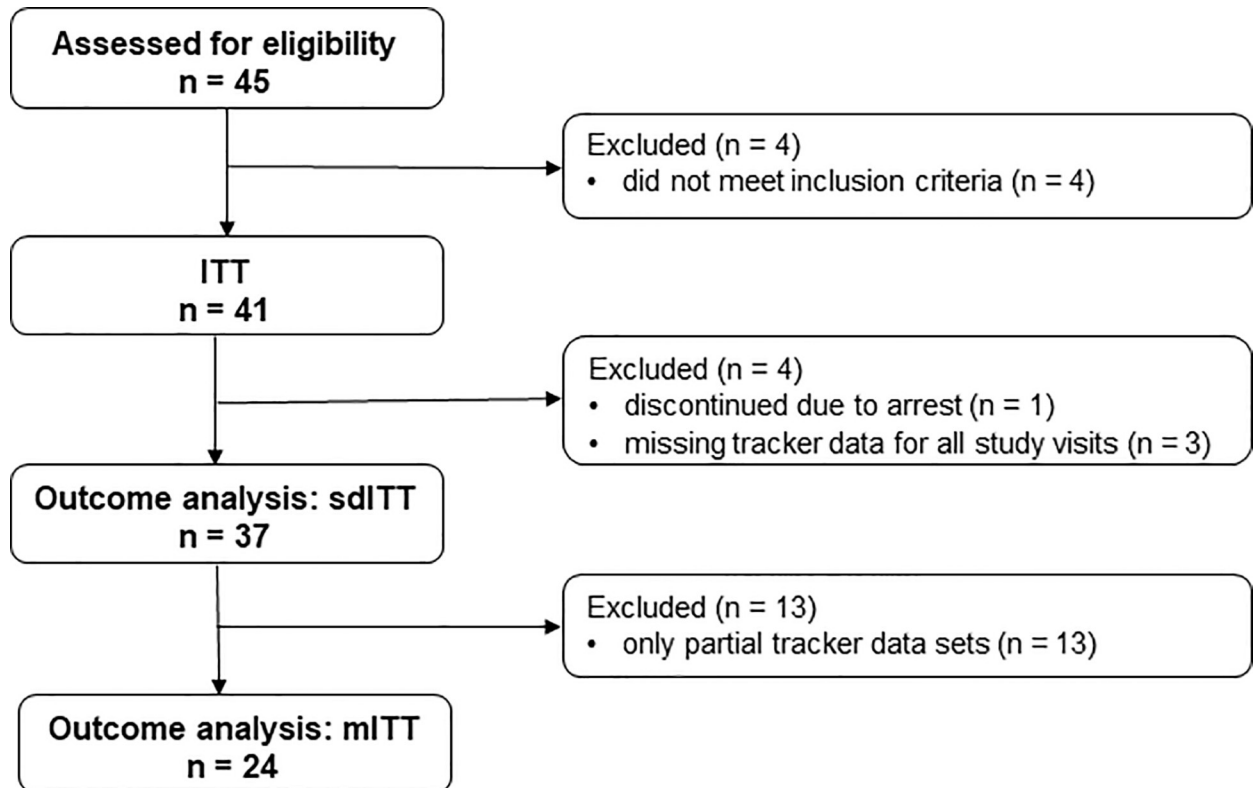 Assessed for eligibility
n = 45
Excluded (n = 4)
• did not meet inclusion criteria (n = 4)
ITT
n = 41
Excluded (n = 4)
• discontinued due to arrest (n = 1)
• missing tracker data for all study visits (n = 3)
Outcome analysis: sdITT
n = 37
Excluded (n = 13)
• only partial tracker data sets (n = 13)
Outcome analysis: mITT
n = 24